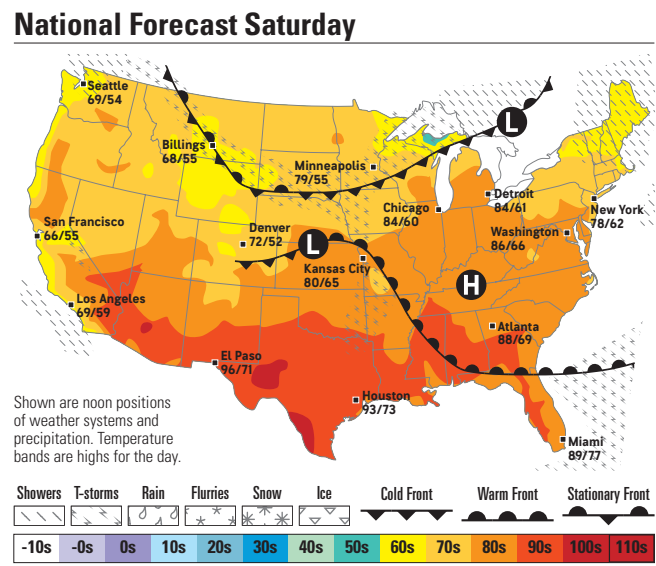 National Forecast Saturday
Seattle
69/54
Billings
68/55
Minneapolis
79/55
L
Chicago
84/60
Detroit
84/61
New York
78/62
San Francisco
66/55
Denver
72/52
L
Kansas City
80/65
Washington
86/66
H
Los Angeles
69/59
Atlanta
88/69
El Paso
96/71
Houston
93/73
Miami
89/77
Shown are noon positions
of weather systems and
precipitation. Temperature
bands are highs for the day.
Showers T-storms Rain Flurries Snow Ice Cold Front Warm Front Stationary Front
-10s -0s 0s 10s 20s 30s 40s 50s 60s 70s 80s 90s 100s 110s